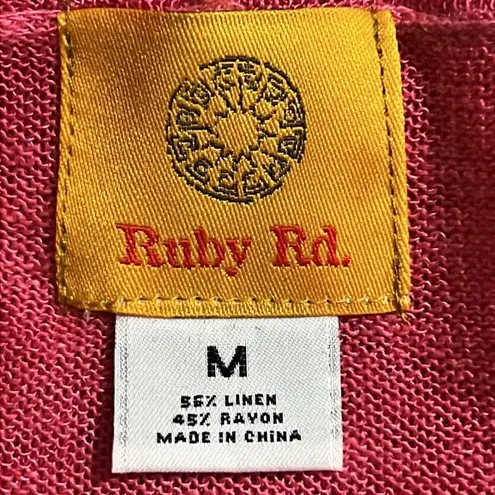 Ruby Rd.
M
55% LINEN
45% RAYON
MADE IN CHINA